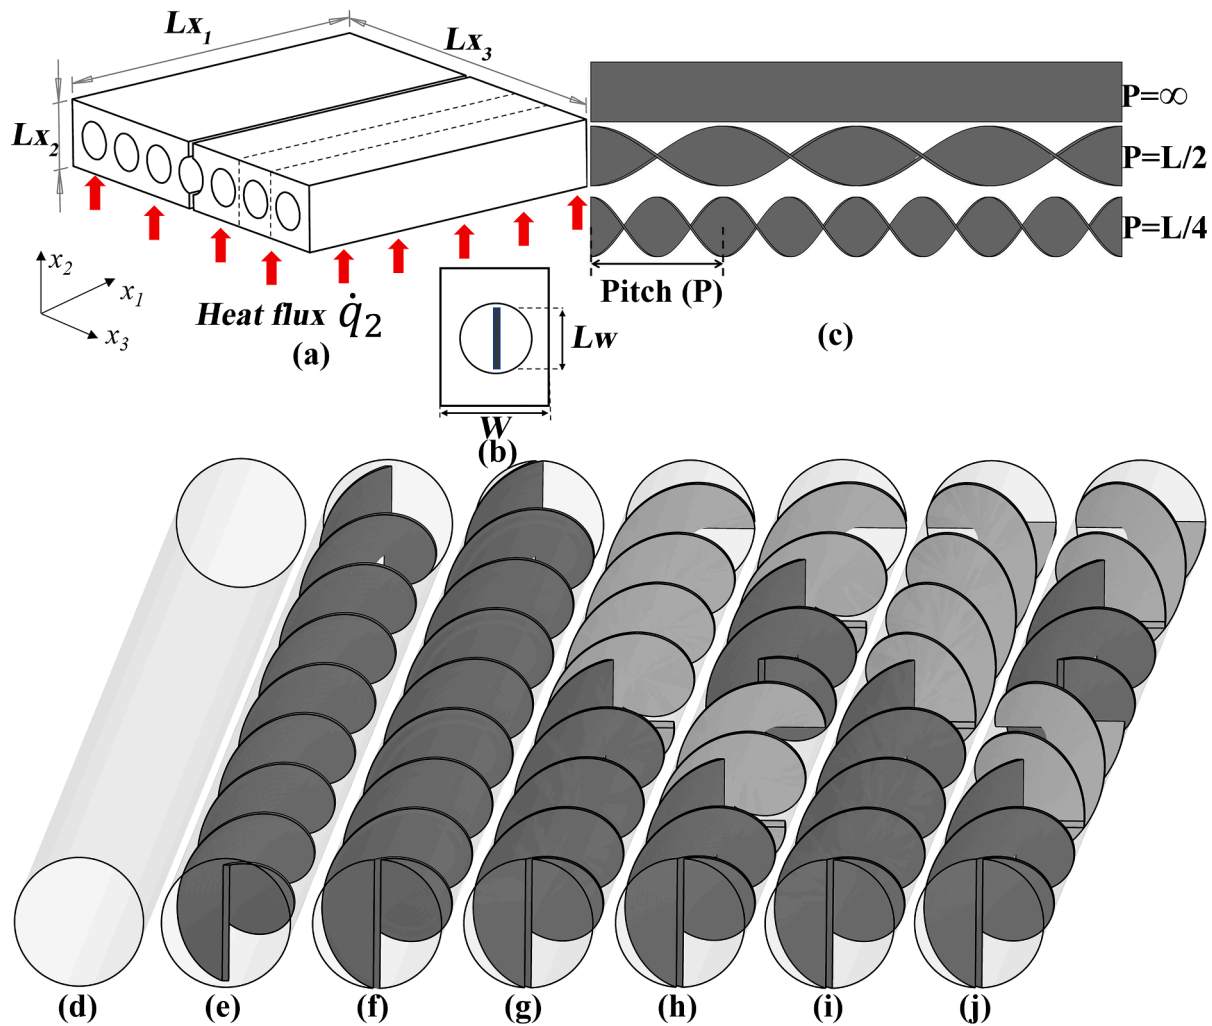 Lx₁
Lx₃
Lx₂
P=∞
P=L/2
P=L/4
Pitch (P)
(c)
x₂
x₁
x₃
Heat flux q̇₂
(a)
Lw
W
(b)
(d)
(e)
(f)
(g)
(h)
(i)
(j)